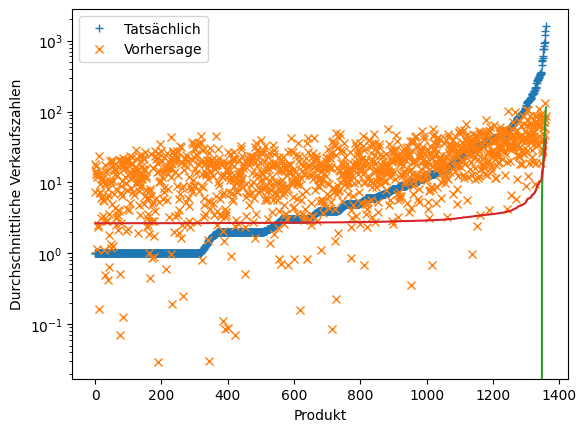 Tatsächlich
Vorhersage
Durchschnittliche Verkaufszahlen
10³
10²
10¹
10⁰
10⁻¹
0 200 400 600 800 1000 1200 1400
Produkt